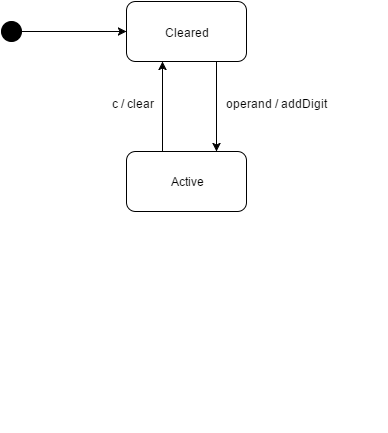 Cleared
c / clear
operand / addDigit
Active